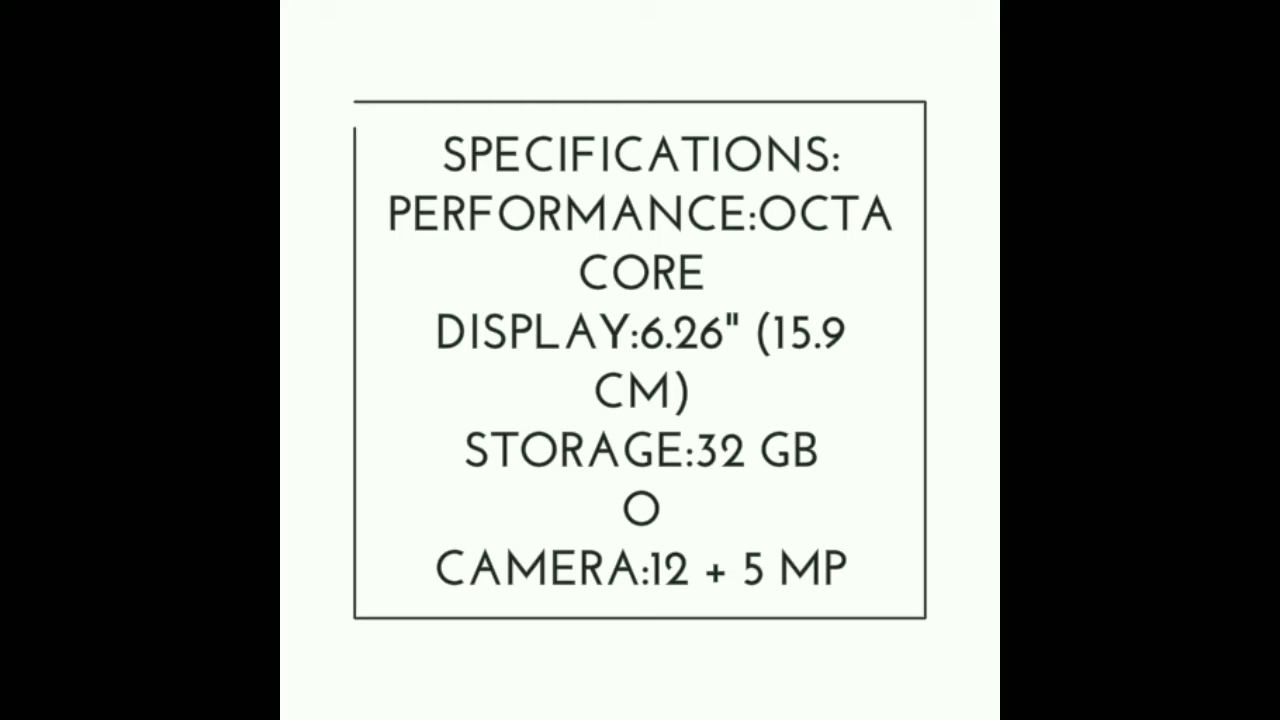 SPECIFICATIONS:
PERFORMANCE:OCTA
CORE
DISPLAY:6.26" (15.9
CM)
STORAGE:32 GB
O
CAMERA:12 + 5 MP